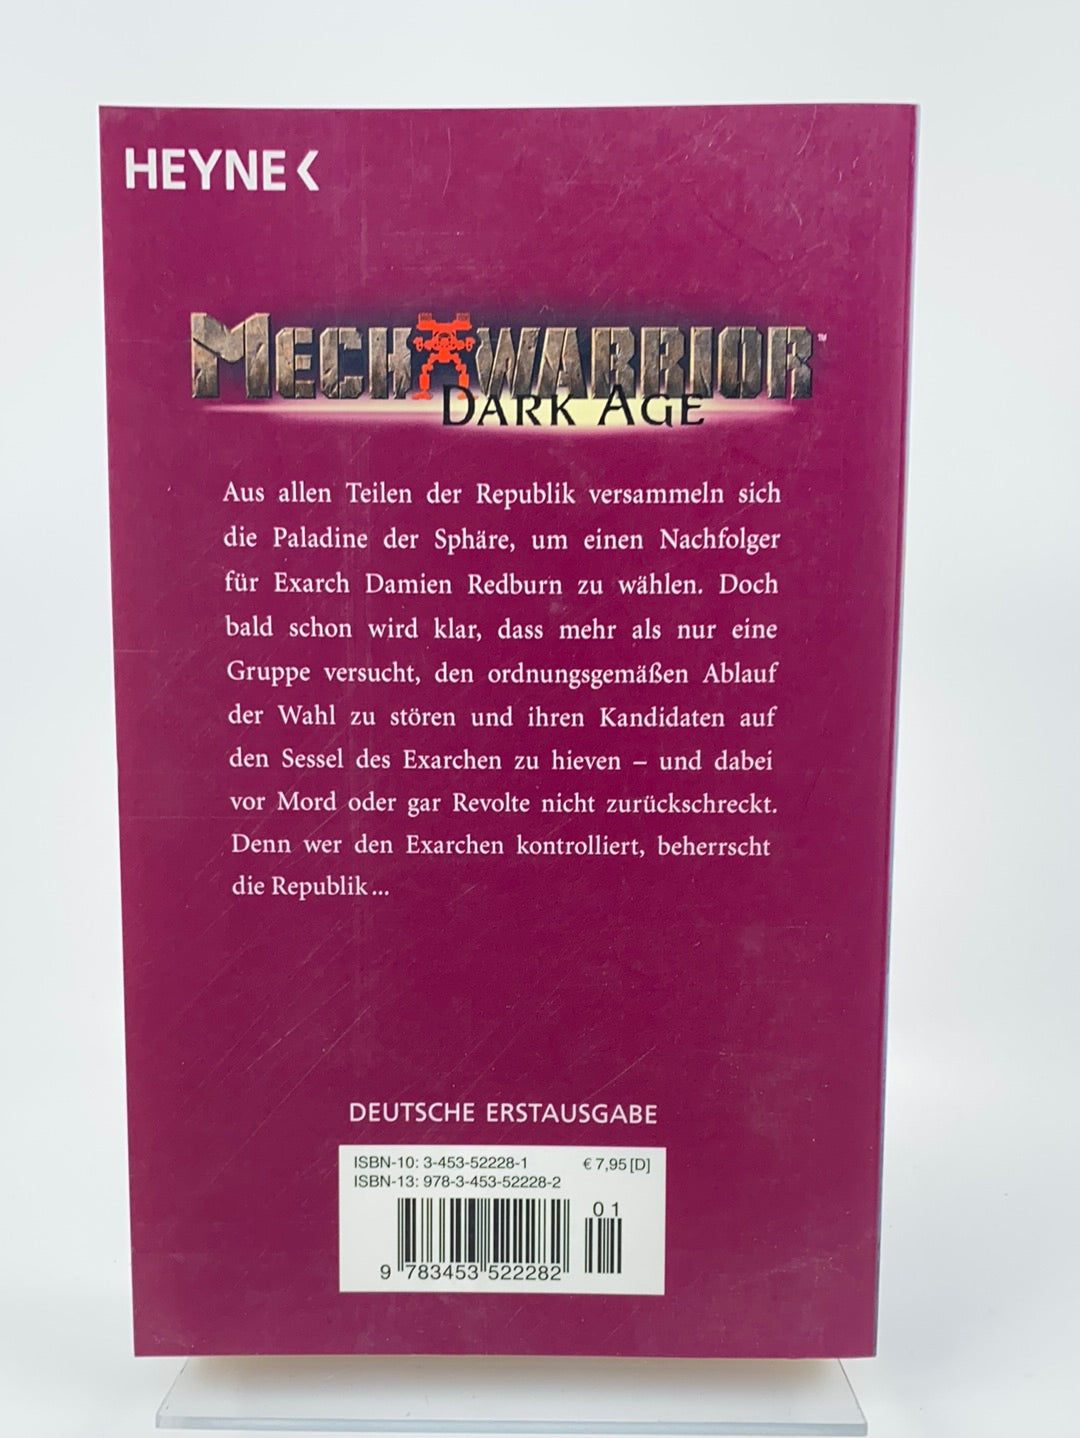 HEYNE
MECHWARRIOR™
DARK AGE
Aus allen Teilen der Republik versammeln sich
die Paladine der Sphäre, um einen Nachfolger
für Exarch Damien Redburn zu wählen. Doch
bald schon wird klar, dass mehr als nur eine
Gruppe versucht, den ordnungsgemäßen Ablauf
der Wahl zu stören und ihren Kandidaten auf
den Sessel des Exarchen zu hieven – und dabei
vor Mord oder gar Revolte nicht zurückschreckt.
Denn wer den Exarchen kontrolliert, beherrscht
die Republik...
DEUTSCHE ERSTAUSGABE
ISBN-10: 3-453-52228-1 € 7,95 [D]
ISBN-13: 978-3-453-52228-2
01
9 783453 522282